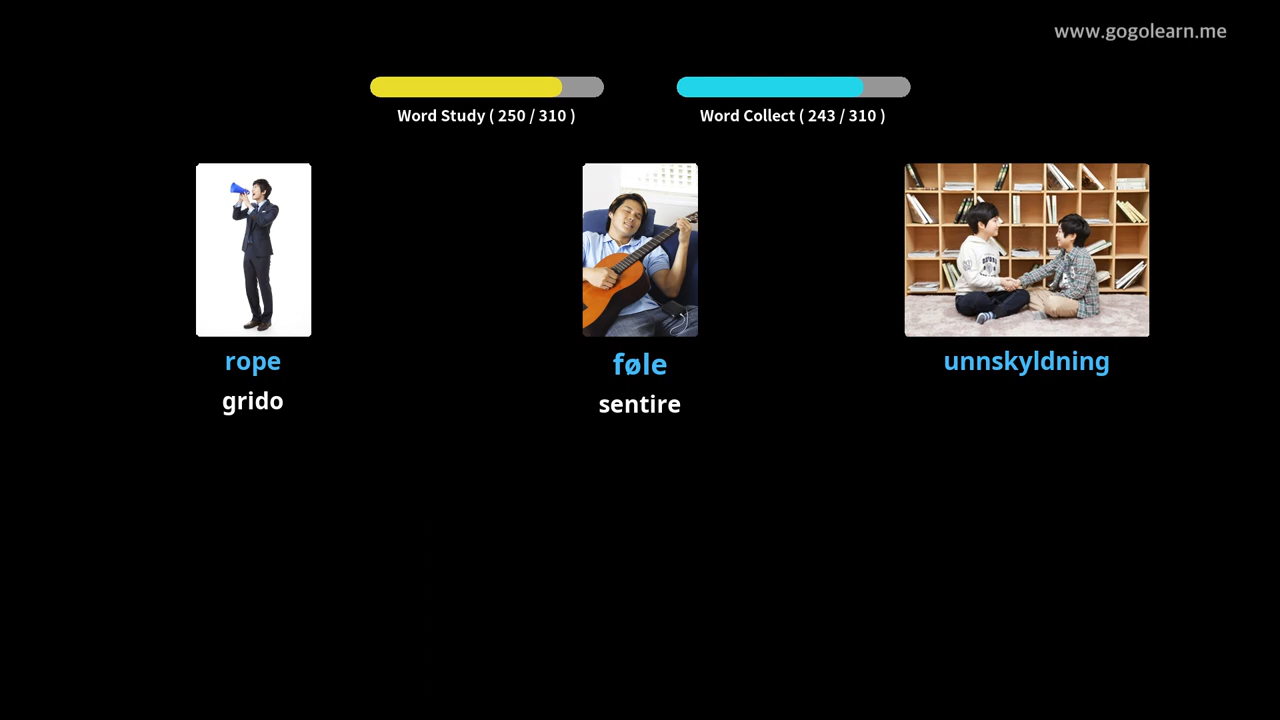 www.gogolearn.me
Word Study ( 250 / 310 )
Word Collect ( 243 / 310 )
rope
grido
føle
sentire
unnskyldning